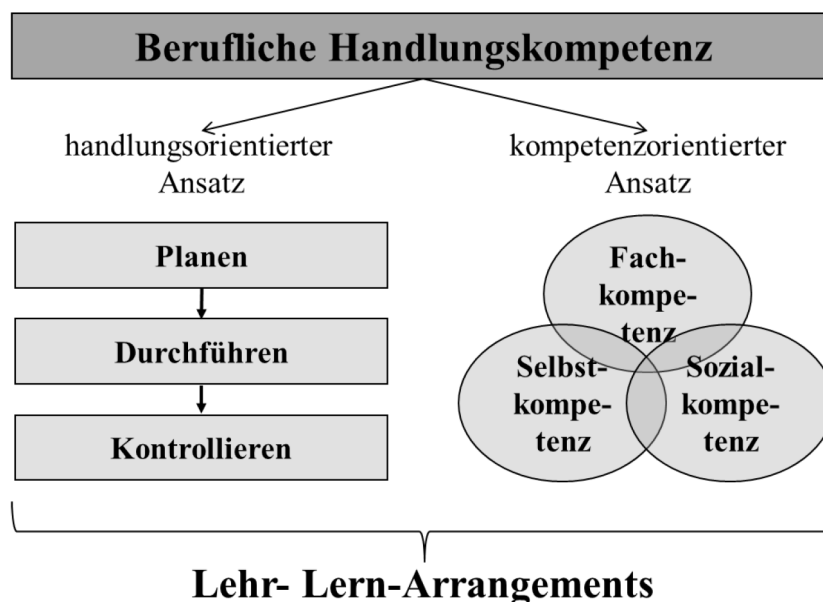 Berufliche Handlungskompetenz
handlungsorientierter
Ansatz
kompetenzorientierter
Ansatz
Planen
Durchführen
Kontrollieren
Fach-
kompe-
tenz
Selbst-
kompe-
tenz
Sozial-
kompe-
tenz
Lehr- Lern-Arrangements